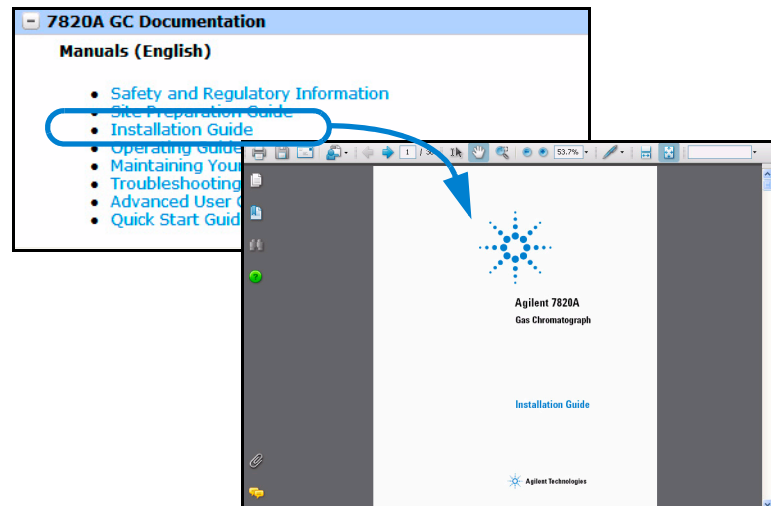 7820A GC Documentation
Manuals (English)
Safety and Regulatory Information
Site Preparation Guide
Installation Guide
Operating Guide
Maintaining Your
Troubleshooting
Advanced User
Quick Start Guid
1 /
53.7%
Agilent 7820A
Gas Chromatograph
Installation Guide
Agilent Technologies